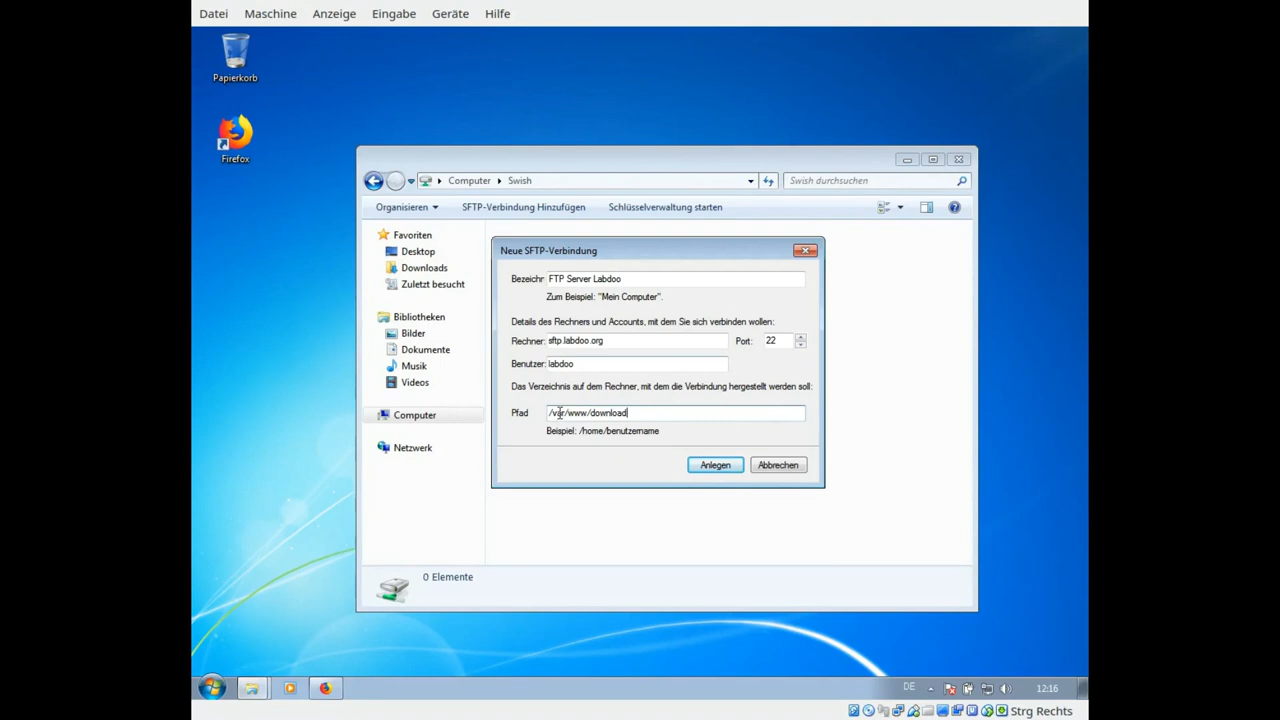 Datei Maschine Anzeige Eingabe Geräte Hilfe
Papierkorb
Firefox
Computer Swish
Swish durchsuchen
Organisieren SFTP-Verbindung Hinzufügen Schlüsselverwaltung starten
Favoriten
Desktop
Downloads
Zuletzt besucht
Bibliotheken
Bilder
Dokumente
Musik
Videos
Computer
Netzwerk
Neue SFTP-Verbindung
Bezeichr FTP Server Labdoo
Zum Beispiel: "Mein Computer".
Details des Rechners und Accounts, mit dem Sie sich verbinden wollen:
Rechner: sftp.labdoo.org Port: 22
Benutzer: labdoo
Das Verzeichnis auf dem Rechner, mit dem die Verbindung hergestellt werden soll:
Pfad /var/www/download
Beispiel: /home/benutzername
Anlegen Abbrechen
0 Elemente
DE 12:16
Strg Rechts